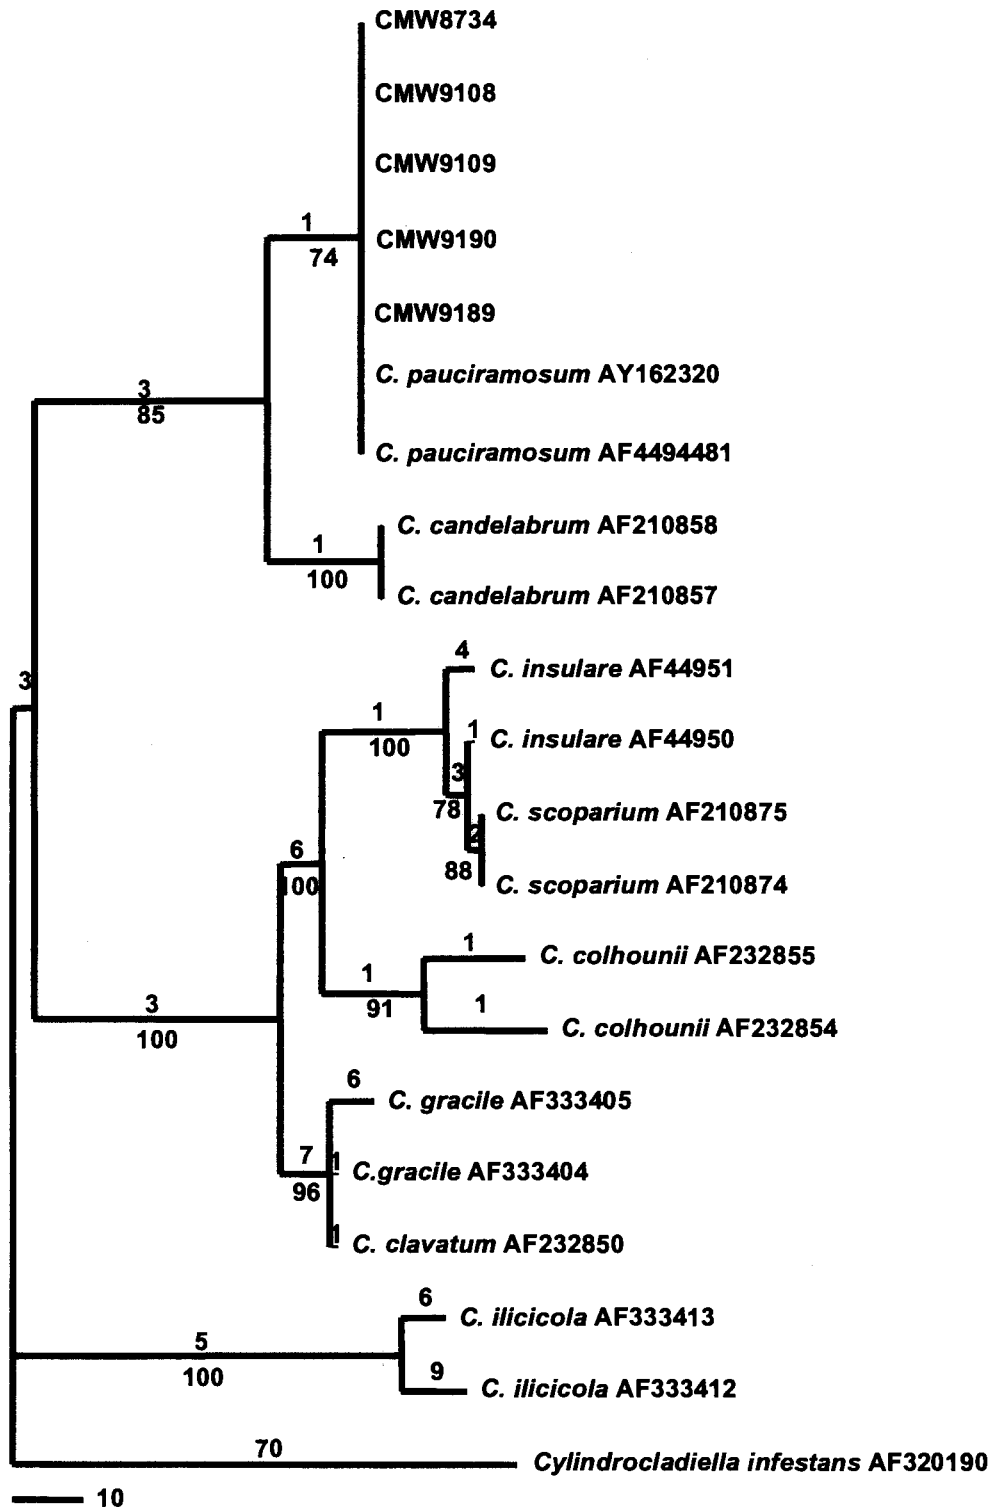 CMW8734
CMW9108
CMW9109
1
CMW9190
74
CMW9189
C. pauciramosum AY162320
3
85
C. pauciramosum AF4494481
C. candelabrum AF210858
1
100
C. candelabrum AF210857
4
C. insulare AF44951
3
1
100
1
C. insulare AF44950
3
78
C. scoparium AF210875
2
6
88
100
C. scoparium AF210874
1
C. colhounii AF232855
1
91
1
C. colhounii AF232854
3
100
6
C. gracile AF333405
7
1
C.gracile AF333404
96
1
C. clavatum AF232850
6
C. ilicicola AF333413
5
100
9
C. ilicicola AF333412
70
Cylindrocladiella infestans AF320190
10